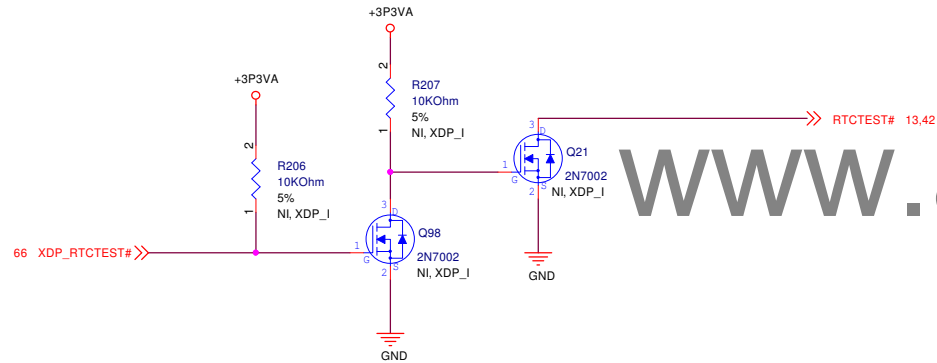 +3P3VA
+3P3VA
2
R207
10KOhm
5%
NI, XDP_I
1
2
R206
10KOhm
5%
NI, XDP_I
1
3
D
RTCTEST# 13,42
Q21
1
G
2N7002
S
2
NI, XDP_I
www.
3
D
Q98
66 XDP_RTCTEST#
1
G
2N7002
S
2
NI, XDP_I
GND
GND